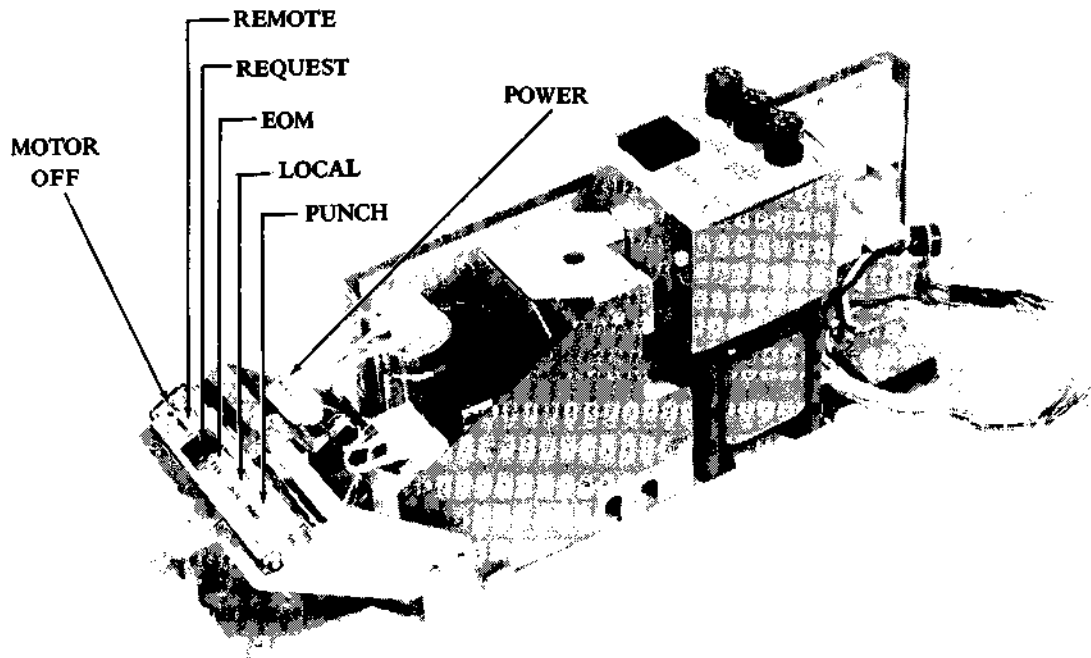 REMOTE
REQUEST
POWER
EOM
MOTOR
OFF
LOCAL
PUNCH